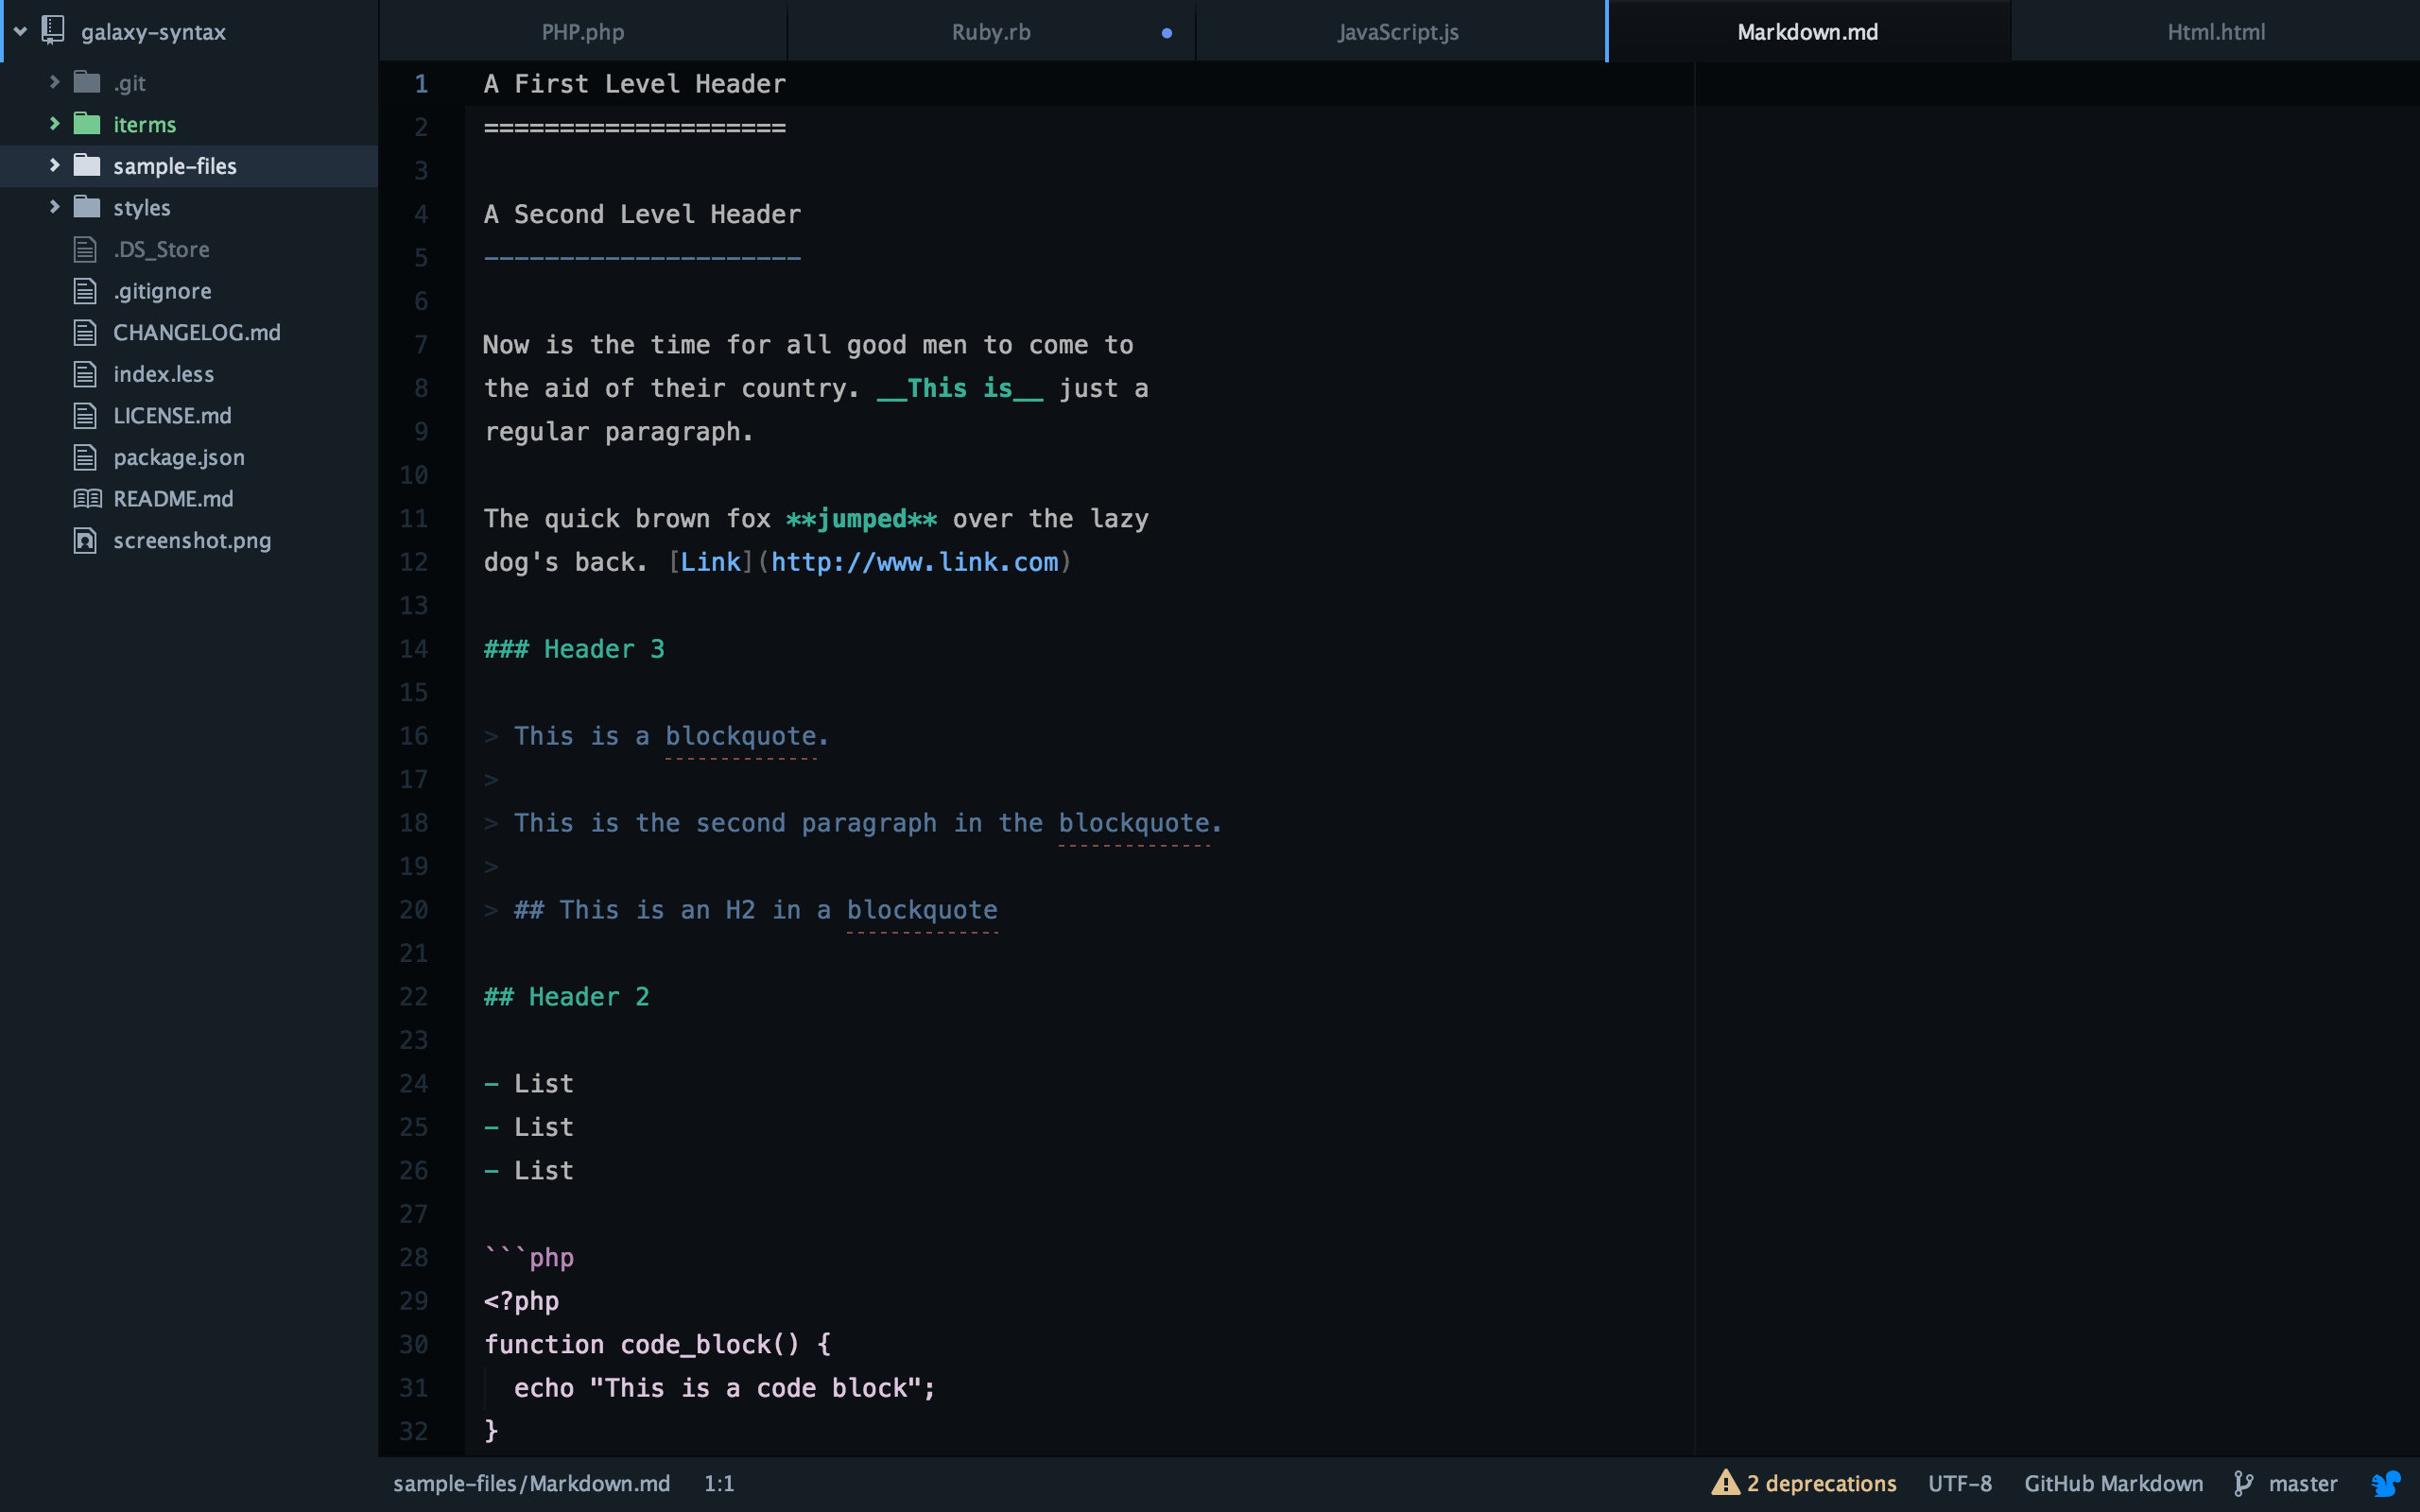 galaxy-syntax
.git
iterms
sample-files
styles
.DS_Store
.gitignore
CHANGELOG.md
index.less
LICENSE.md
package.json
README.md
screenshot.png
PHP.php
Ruby.rb
JavaScript.js
Markdown.md
Html.html
1 A First Level Header
2 ====================
3
4 A Second Level Header
5 ---------------------
6
7 Now is the time for all good men to come to
8 the aid of their country. __This is__ just a
9 regular paragraph.
10
11 The quick brown fox **jumped** over the lazy
12 dog's back. [Link](http://www.link.com)
13
14 ### Header 3
15
16 > This is a blockquote.
17 >
18 > This is the second paragraph in the blockquote.
19 >
20 > ## This is an H2 in a blockquote
21
22 ## Header 2
23
24 - List
25 - List
26 - List
27
28 ```php
29 <?php
30 function code_block() {
31   echo "This is a code block";
32 }
sample-files/Markdown.md 1:1
2 deprecations UTF-8 GitHub Markdown master